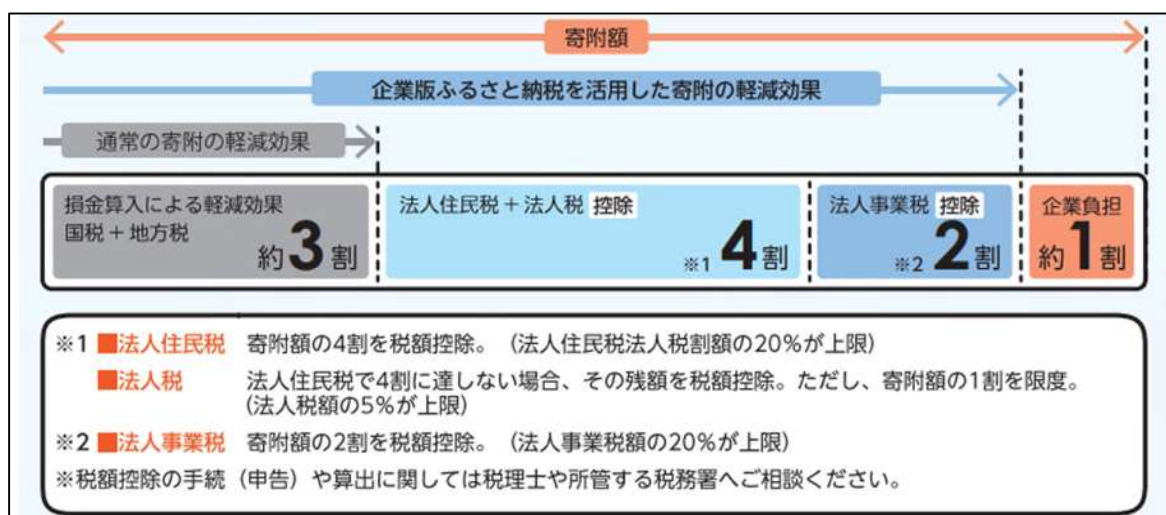 寄附額
企業版ふるさと納税を活用した寄附の軽減効果
通常の寄附の軽減効果
損金算入による軽減効果
国税+地方税
約3割
法人住民税+法人税 控除
※1 4割
法人事業税 控除
※2 2割
企業負担
約1割
※1 ■法人住民税 寄附額の4割を税額控除。(法人住民税法人税割額の20%が上限)
■法人税 法人住民税で4割に達しない場合、その残額を税額控除。ただし、寄附額の1割を限度。
(法人税額の5%が上限)
※2 ■法人事業税 寄附額の2割を税額控除。(法人事業税額の20%が上限)
※税額控除の手続(申告)や算出に関しては税理士や所管する税務署へご相談ください。